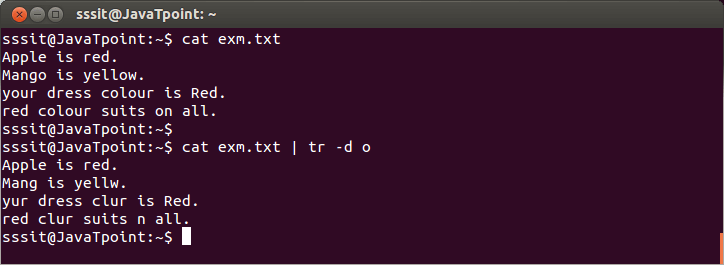 sssit@JavaTpoint: ~
sssit@JavaTpoint:~$ cat exm.txt
Apple is red.
Mango is yellow.
your dress colour is Red.
red colour suits on all.
sssit@JavaTpoint:~$
sssit@JavaTpoint:~$ cat exm.txt | tr -d o
Apple is red.
Mang is yellw.
yur dress clur is Red.
red clur suits n all.
sssit@JavaTpoint:~$